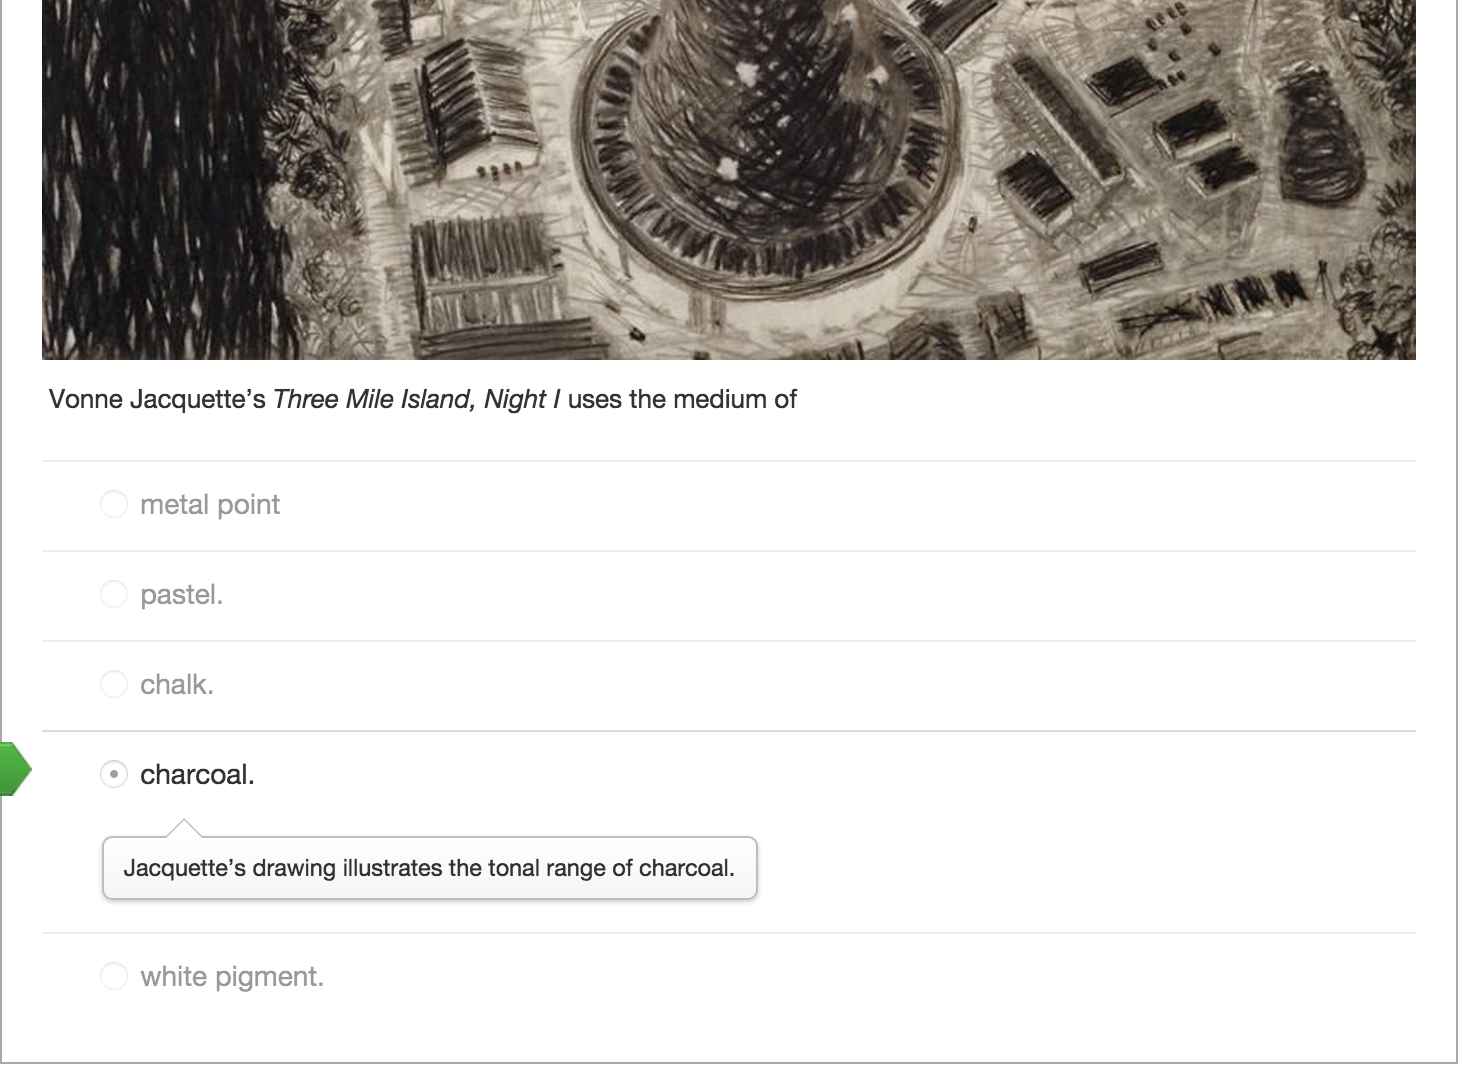 Vonne Jacquette’s Three Mile Island, Night I uses the medium of
metal point
pastel.
chalk.
charcoal.
Jacquette’s drawing illustrates the tonal range of charcoal.
white pigment.